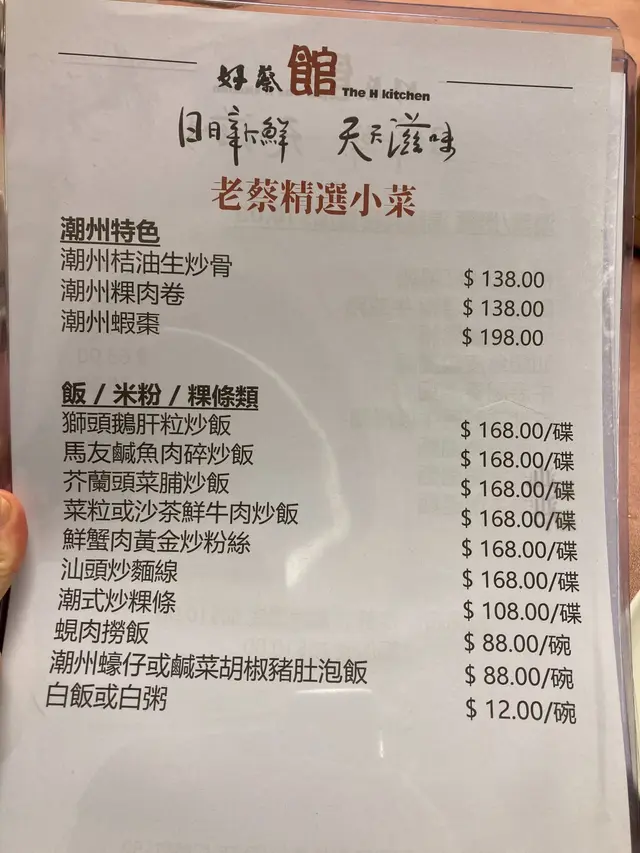 好蔡館 The H kitchen
日日新鮮 天天滋味
老蔡精選小菜
潮州特色
潮州桔油生炒骨 $ 138.00
潮州粿肉卷 $ 138.00
潮州蝦棗 $ 198.00
飯 / 米粉 / 粿條類
獅頭鵝肝粒炒飯 $ 168.00/碟
馬友鹹魚肉碎炒飯 $ 168.00/碟
芥蘭頭菜脯炒飯 $ 168.00/碟
菜粒或沙茶鮮牛肉炒飯 $ 168.00/碟
鮮蟹肉黃金炒粉絲 $ 168.00/碟
汕頭炒麵線 $ 168.00/碟
潮式炒粿條 $ 108.00/碟
蜆肉撈飯 $ 88.00/碗
潮州蠔仔或鹹菜胡椒豬肚泡飯 $ 88.00/碗
白飯或白粥 $ 12.00/碗